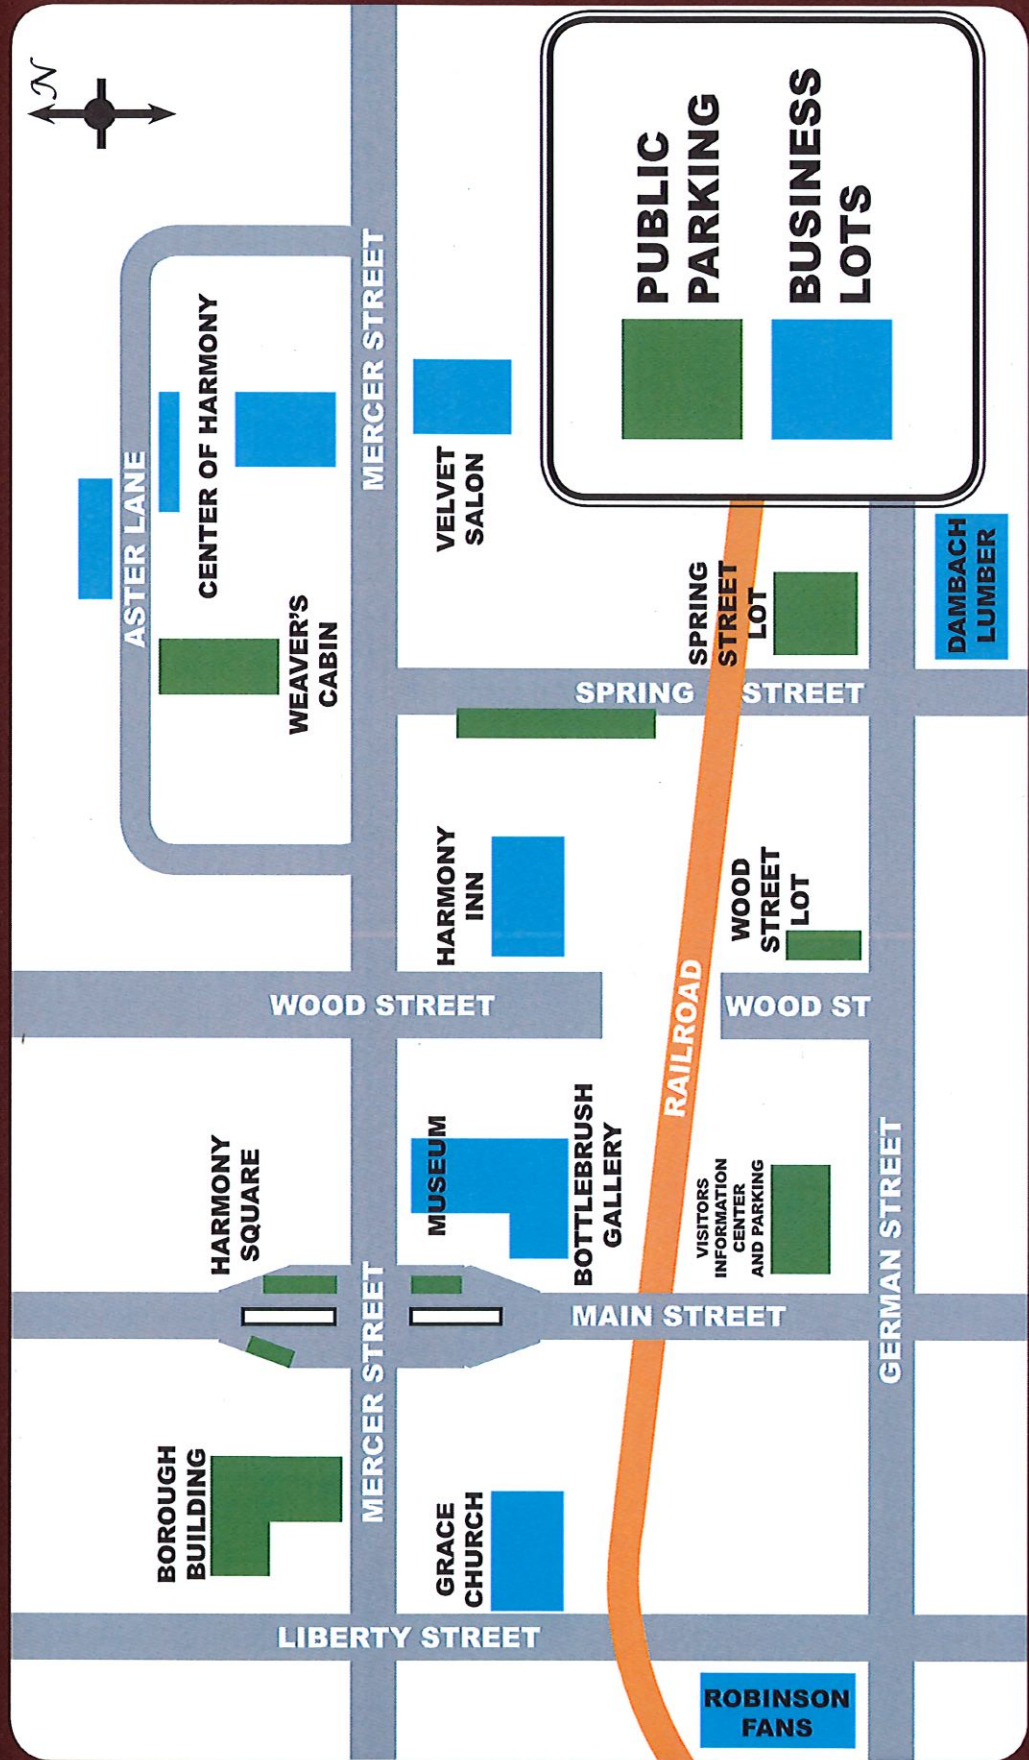 N
ASTER LANE
CENTER OF HARMONY
WEAVER'S
CABIN
MERCER STREET
VELVET
SALON
PUBLIC
PARKING
BUSINESS
LOTS
SPRING
STREET
LOT
DAMBACH
LUMBER
SPRING STREET
HARMONY
INN
WOOD
STREET
LOT
WOOD STREET
WOOD ST
RAILROAD
HARMONY
SQUARE
MUSEUM
BOTTLEBRUSH
GALLERY
VISITORS
INFORMATION
CENTER
AND PARKING
GERMAN STREET
MAIN STREET
MERCER STREET
BOROUGH
BUILDING
GRACE
CHURCH
LIBERTY STREET
ROBINSON
FANS